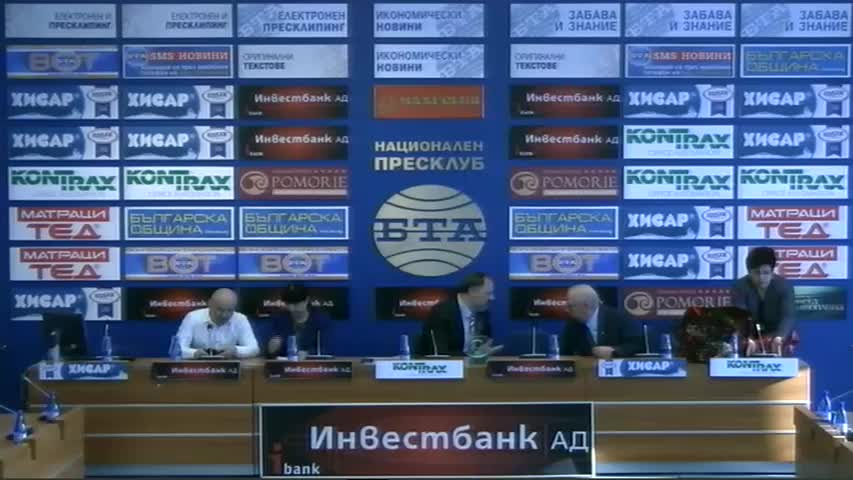 ЕЛЕКТРОНЕН И ПРЕСКЛИПИНГ
ЕЛЕКТРОНЕН И ПРЕСКЛИПИНГ
ЕЛЕКТРОНЕН И ПРЕСКЛИПИНГ
ИКОНОМИЧЕСКИ НОВИНИ
ЗАБАВА И ЗНАНИЕ
ЗАБАВА И ЗНАНИЕ
ЗАБАВА И ЗНАНИЕ
ВОТ
SMS НОВИНИ
ОРИГИНАЛНИ ТЕКСТОВЕ
ИКОНОМИЧЕСКИ НОВИНИ
ОРИГИНАЛНИ ТЕКСТОВЕ
SMS НОВИНИ
БЪЛГАРСКА ОБЩИНА
ХИСАР
ХИСАР
Инвестбанк АД
Инвестбанк АД
ХИСАР
ХИСАР
ХИСАР
ХИСАР
Инвестбанк АД
НАЦИОНАЛЕН
ПРЕСКЛУБ
Инвестбанк АД
KONTRAX
ХИСАР
KONTRAX
KONTRAX
POMORIE
POMORIE
KONTRAX
KONTRAX
МАТРАЦИ ТЕД
БЪЛГАРСКА ОБЩИНА
БЪЛГАРСКА ОБЩИНА
БТА
БЪЛГАРСКА ОБЩИНА
ХИСАР
МАТРАЦИ ТЕД
МАТРАЦИ ТЕД
ВОТ
ВОТ
ВОТ
ХИСАР
МАТРАЦИ ТЕД
ХИСАР
Инвестбанк
POMORIE
ХИСАР
Инвестбанк АД
Инвестбанк АД
KONTRAX
Инвестбанк АД
ХИСАР
KONTRAX
Инвестбанк АД
ibank